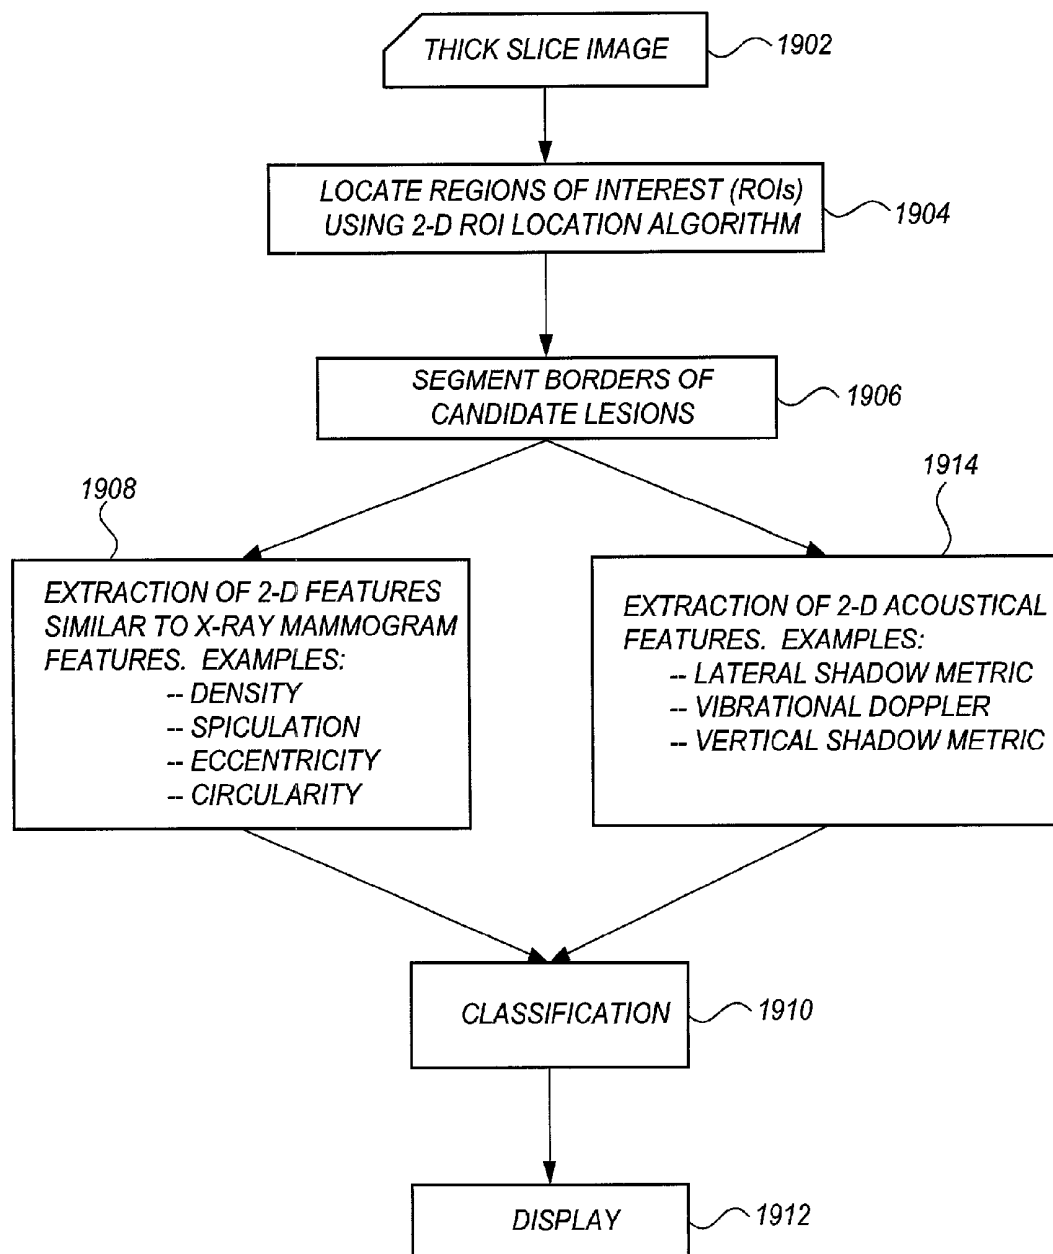 THICK SLICE IMAGE
1902
LOCATE REGIONS OF INTEREST (ROIs)
USING 2-D ROI LOCATION ALGORITHM
1904
SEGMENT BORDERS OF
CANDIDATE LESIONS
1906
1908
EXTRACTION OF 2-D FEATURES
SIMILAR TO X-RAY MAMMOGRAM
FEATURES. EXAMPLES:
-- DENSITY
-- SPICULATION
-- ECCENTRICITY
-- CIRCULARITY
1914
EXTRACTION OF 2-D ACOUSTICAL
FEATURES. EXAMPLES:
-- LATERAL SHADOW METRIC
-- VIBRATIONAL DOPPLER
-- VERTICAL SHADOW METRIC
CLASSIFICATION
1910
DISPLAY
1912